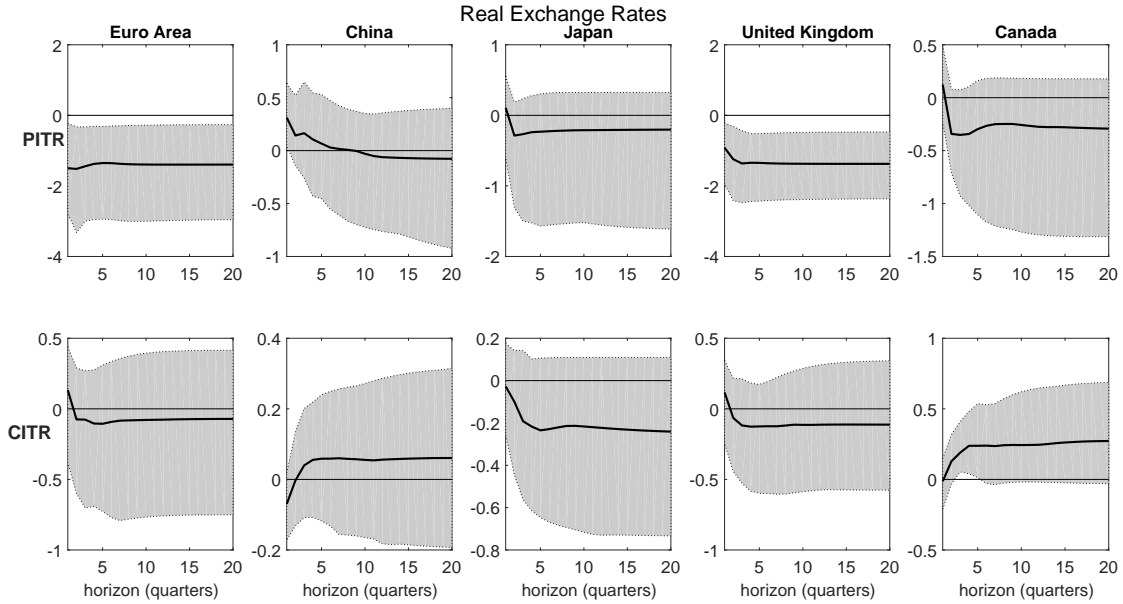 Real Exchange Rates
Euro Area China Japan United Kingdom Canada
PITR
2 0 -2 -4
1 0.5 0 -0.5 -1
1 0 -1 -2
2 0 -2 -4
0.5 0 -0.5 -1 -1.5
5 10 15 20 5 10 15 20 5 10 15 20 5 10 15 20 5 10 15 20
CITR
0.5 0 -0.5 -1
0.4 0.2 0 -0.2
0.2 0 -0.2 -0.4 -0.6 -0.8
1 0 -1
1 0.5 0 -0.5
5 10 15 20 5 10 15 20 5 10 15 20 5 10 15 20 5 10 15 20
horizon (quarters) horizon (quarters) horizon (quarters) horizon (quarters) horizon (quarters)